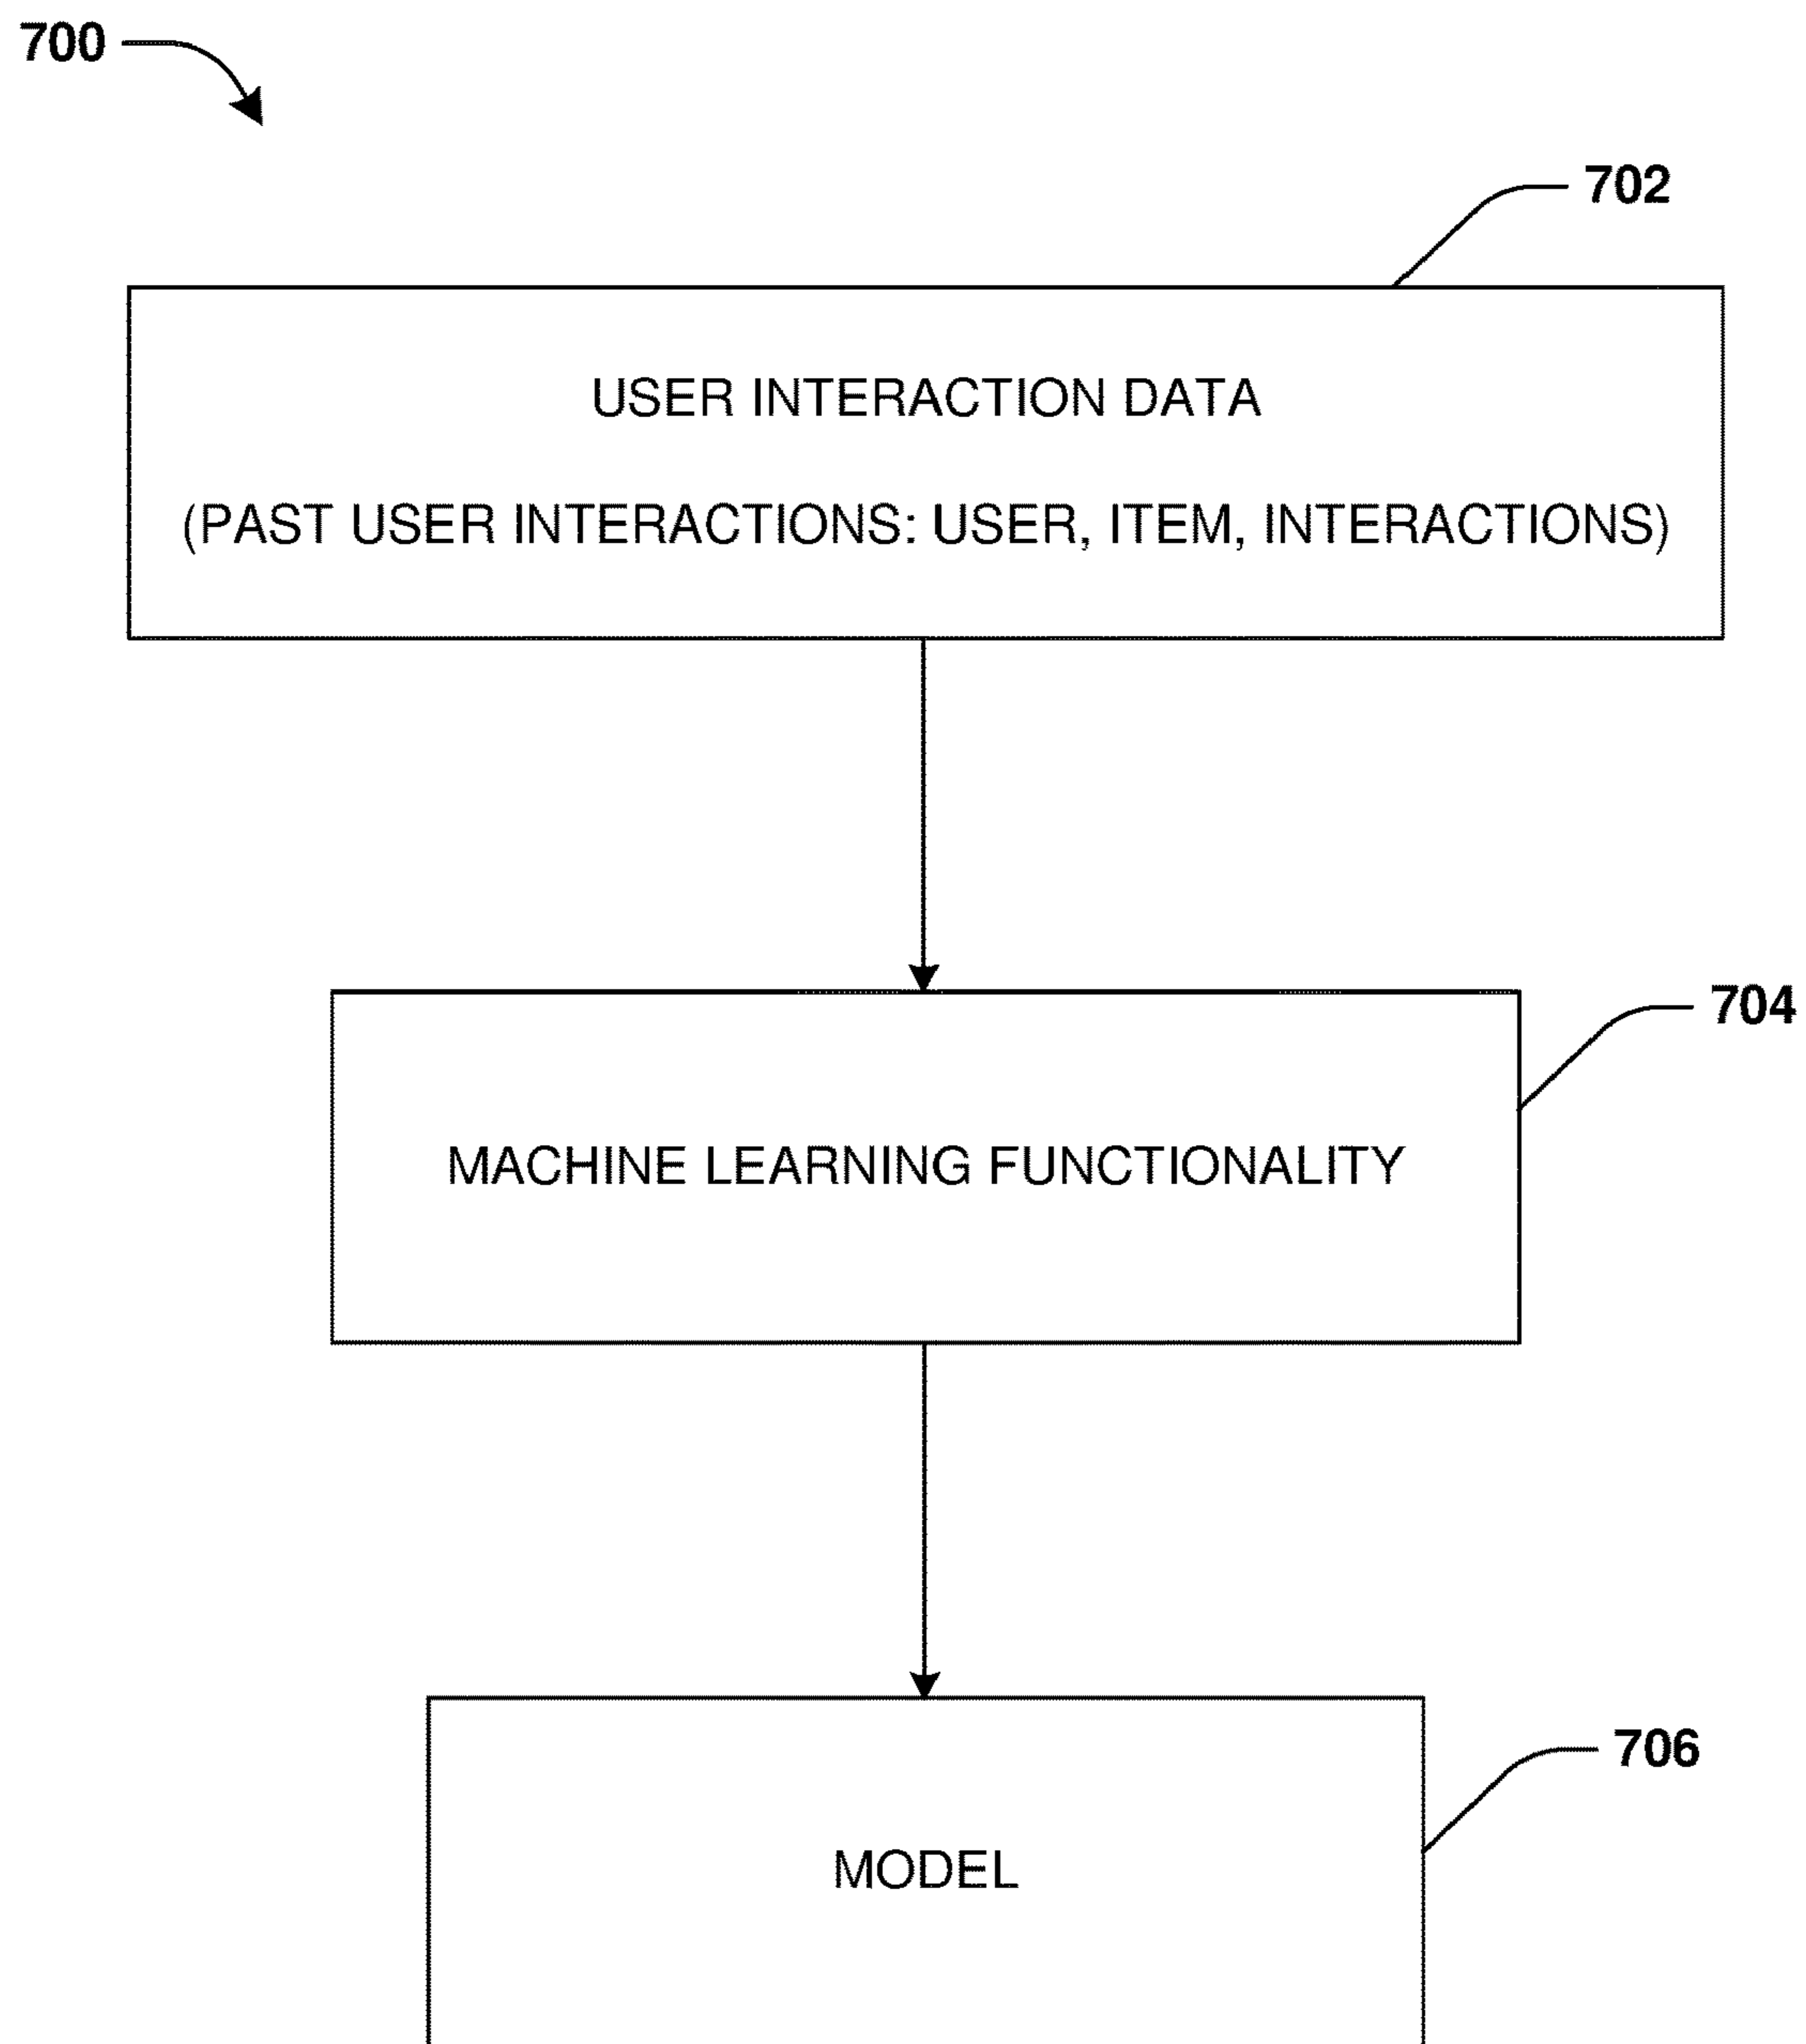 700
702
USER INTERACTION DATA
(PAST USER INTERACTIONS: USER, ITEM, INTERACTIONS)
704
MACHINE LEARNING FUNCTIONALITY
706
MODEL